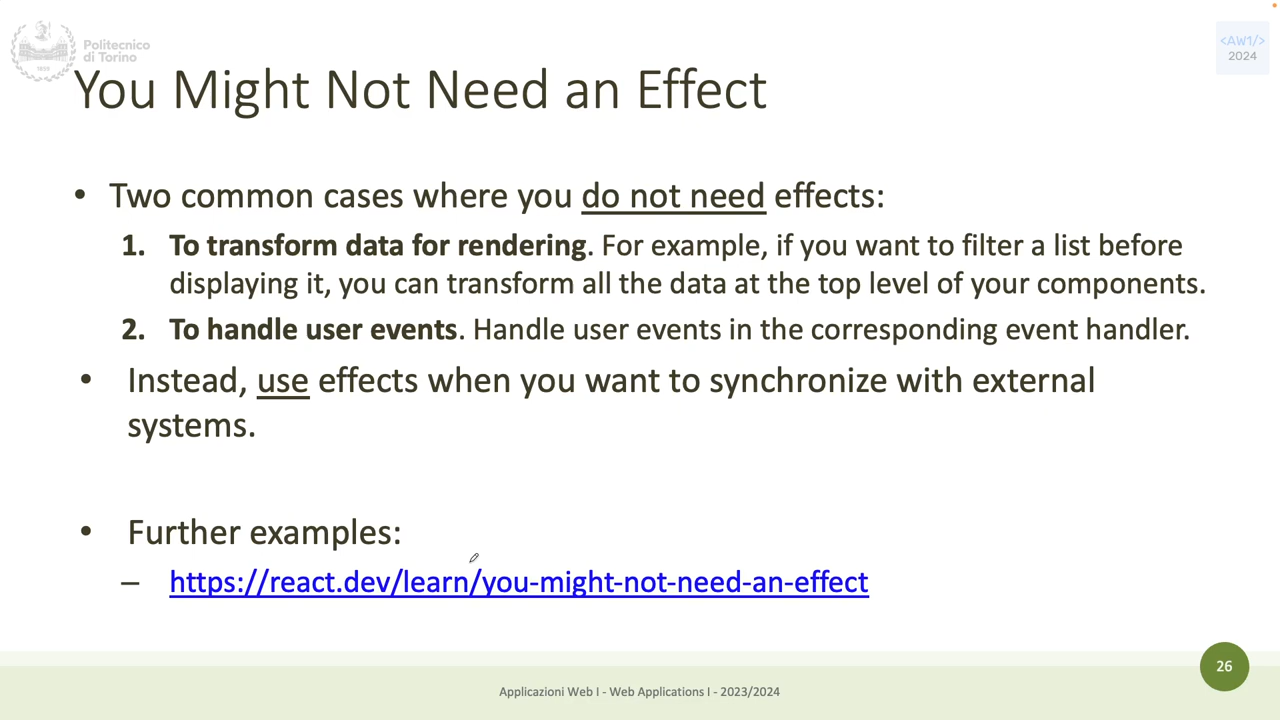 Politecnico
di Torino
1859
<AW1/>
2024
You Might Not Need an Effect
• Two common cases where you do not need effects:
1. To transform data for rendering. For example, if you want to filter a list before
displaying it, you can transform all the data at the top level of your components.
2. To handle user events. Handle user events in the corresponding event handler.
• Instead, use effects when you want to synchronize with external
systems.
• Further examples:
– https://react.dev/learn/you-might-not-need-an-effect
26
Applicazioni Web I - Web Applications I - 2023/2024